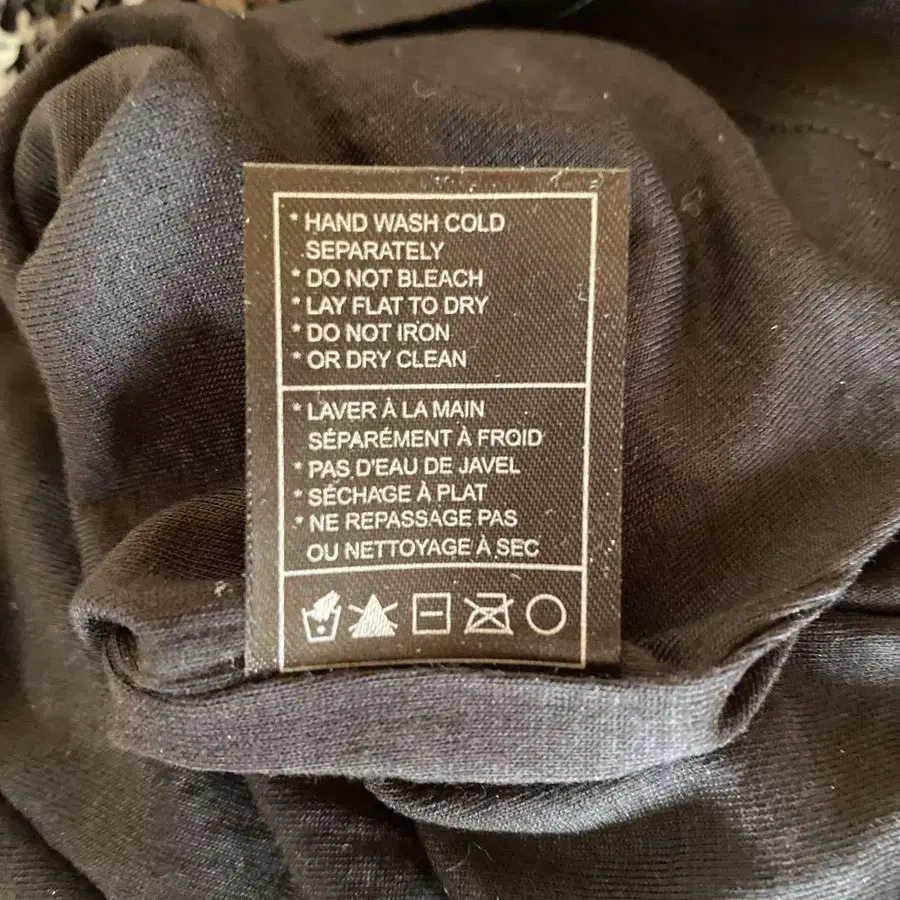 * HAND WASH COLD
SEPARATELY
* DO NOT BLEACH
* LAY FLAT TO DRY
* DO NOT IRON
* OR DRY CLEAN
* LAVER À LA MAIN
SÉPARÉMENT À FROID
* PAS D'EAU DE JAVEL
* SÉCHAGE À PLAT
* NE REPASSAGE PAS
OU NETTOYAGE À SEC